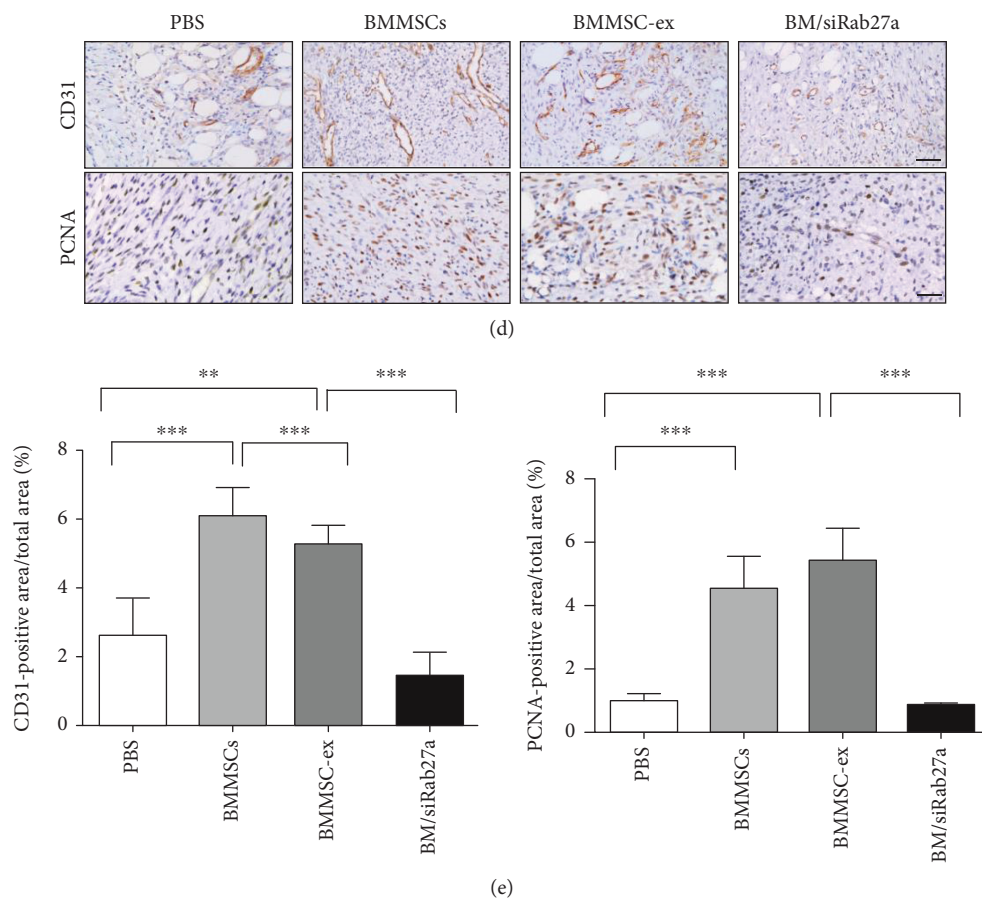 PBS BMMSCs BMMSC-ex BM/siRab27a
CD31
PCNA
(d)
** ***
*** ***
CD31-positive area/total area (%)
8
6
4
2
0
PBS
BMMSCs
BMMSC-ex
BM/siRab27a
*** ***
***
PCNA-positive area/total area (%)
8
6
4
2
0
PBS
BMMSCs
BMMSC-ex
BM/siRab27a
(e)